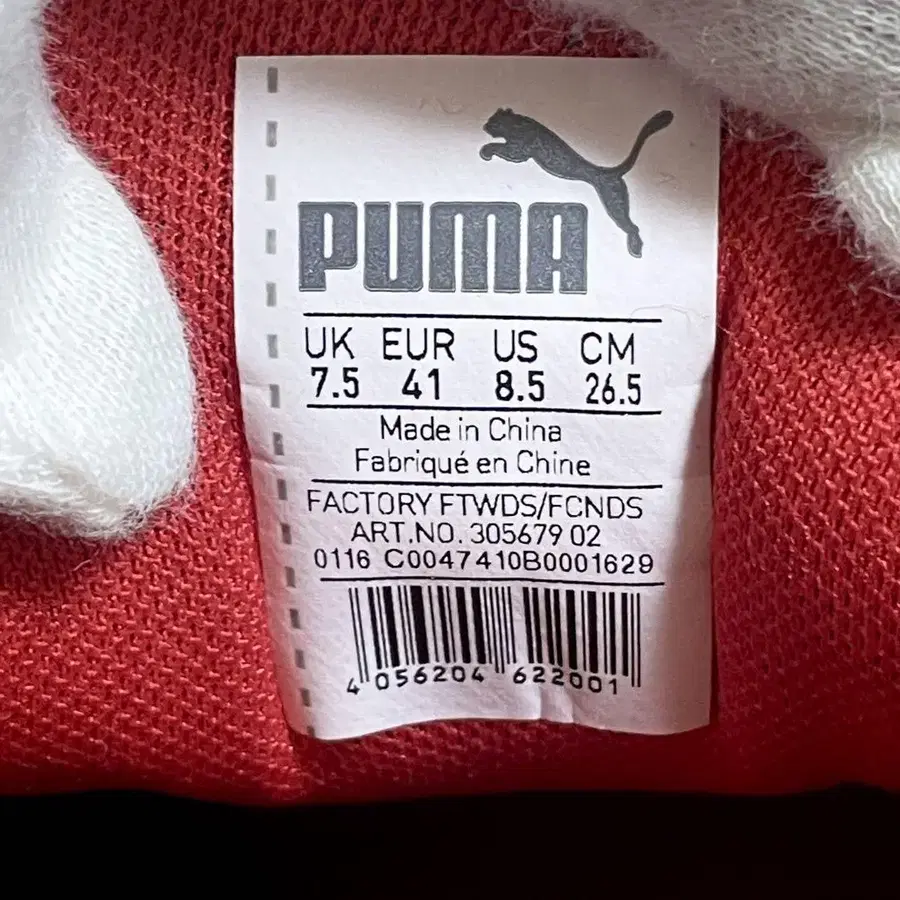 PUMA
UK EUR US CM
7.5 41 8.5 26.5
Made in China
Fabriqué en Chine
FACTORY FTWDS/FCNDS
ART.NO. 305679 02
0116 C0047410B0001629
4 056204 622001